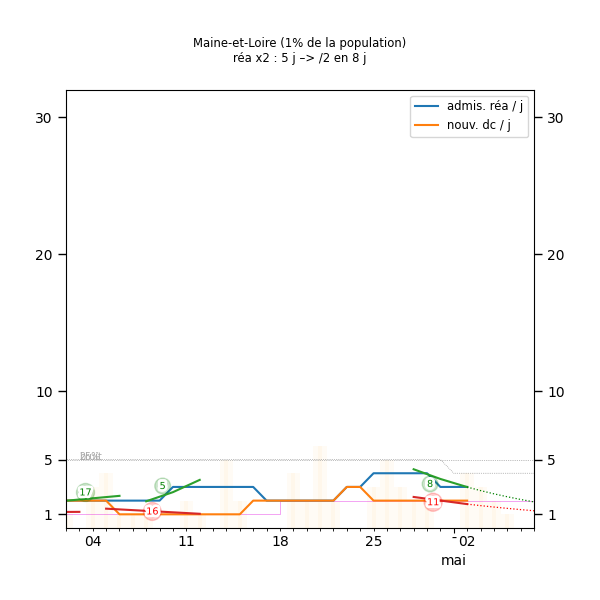 Maine-et-Loire (1% de la population)
réa x2 : 5 j –> /2 en 8 j
admis. réa / j
nouv. dc / j
30 30
20 20
10 10
5 5
1 1
17
5
16
8
11
04 11 18 25 02
mai